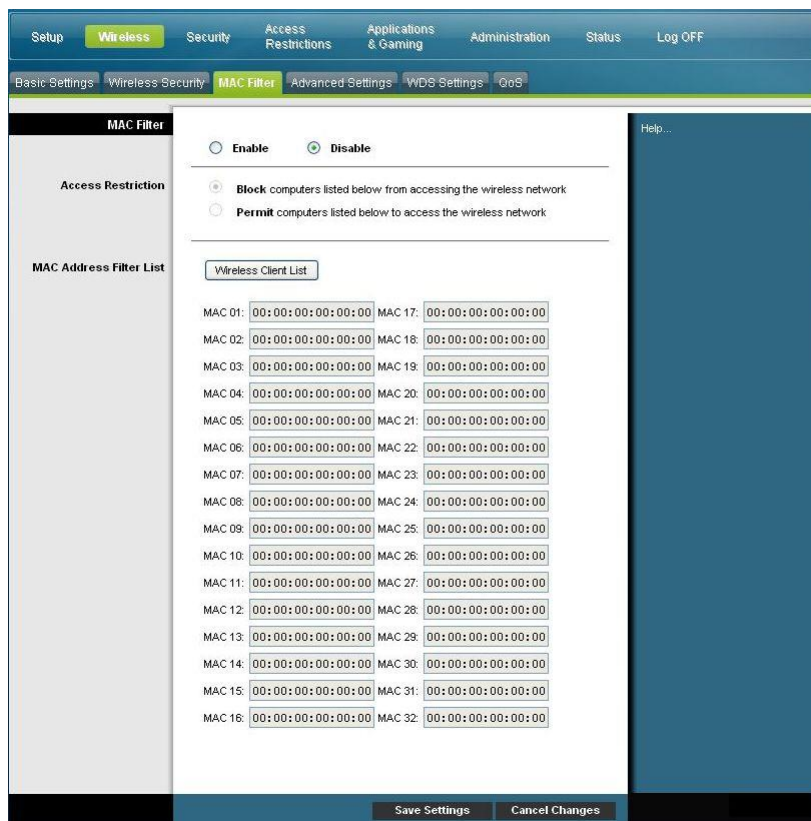 Setup Wireless Security Access Restrictions Applications & Gaming Administration Status Log OFF
Basic Settings Wireless Security MAC Filter Advanced Settings WDS Settings QoS
MAC Filter
Help...
Enable Disable
Access Restriction
Block computers listed below from accessing the wireless network
Permit computers listed below to access the wireless network
MAC Address Filter List
Wireless Client List
MAC 01: 00:00:00:00:00:00 MAC 17: 00:00:00:00:00:00
MAC 02: 00:00:00:00:00:00 MAC 18: 00:00:00:00:00:00
MAC 03: 00:00:00:00:00:00 MAC 19: 00:00:00:00:00:00
MAC 04: 00:00:00:00:00:00 MAC 20: 00:00:00:00:00:00
MAC 05: 00:00:00:00:00:00 MAC 21: 00:00:00:00:00:00
MAC 06: 00:00:00:00:00:00 MAC 22: 00:00:00:00:00:00
MAC 07: 00:00:00:00:00:00 MAC 23: 00:00:00:00:00:00
MAC 08: 00:00:00:00:00:00 MAC 24: 00:00:00:00:00:00
MAC 09: 00:00:00:00:00:00 MAC 25: 00:00:00:00:00:00
MAC 10: 00:00:00:00:00:00 MAC 26: 00:00:00:00:00:00
MAC 11: 00:00:00:00:00:00 MAC 27: 00:00:00:00:00:00
MAC 12: 00:00:00:00:00:00 MAC 28: 00:00:00:00:00:00
MAC 13: 00:00:00:00:00:00 MAC 29: 00:00:00:00:00:00
MAC 14: 00:00:00:00:00:00 MAC 30: 00:00:00:00:00:00
MAC 15: 00:00:00:00:00:00 MAC 31: 00:00:00:00:00:00
MAC 16: 00:00:00:00:00:00 MAC 32: 00:00:00:00:00:00
Save Settings Cancel Changes